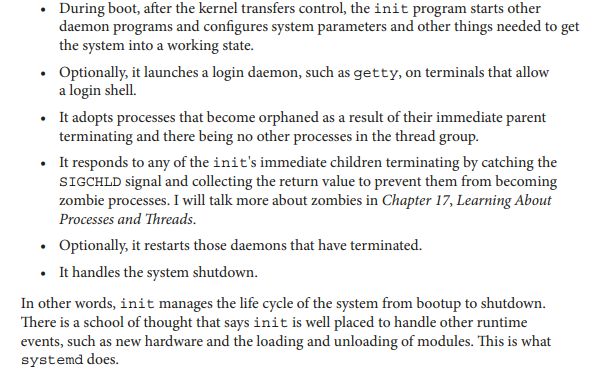 • During boot, after the kernel transfers control, the init program starts other
daemon programs and configures system parameters and other things needed to get
the system into a working state.
• Optionally, it launches a login daemon, such as getty, on terminals that allow
a login shell.
• It adopts processes that become orphaned as a result of their immediate parent
terminating and there being no other processes in the thread group.
• It responds to any of the init's immediate children terminating by catching the
SIGCHLD signal and collecting the return value to prevent them from becoming
zombie processes. I will talk more about zombies in Chapter 17, Learning About
Processes and Threads.
• Optionally, it restarts those daemons that have terminated.
• It handles the system shutdown.
In other words, init manages the life cycle of the system from bootup to shutdown.
There is a school of thought that says init is well placed to handle other runtime
events, such as new hardware and the loading and unloading of modules. This is what
systemd does.